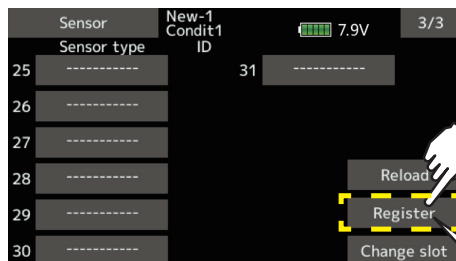 Sensor New-1 Condit1 7.9V 3/3
Sensor type ID
25 ----------- 31 -----------
26 -----------
27 -----------
28 ----------- Reload
29 ----------- Register
30 ----------- Change slot